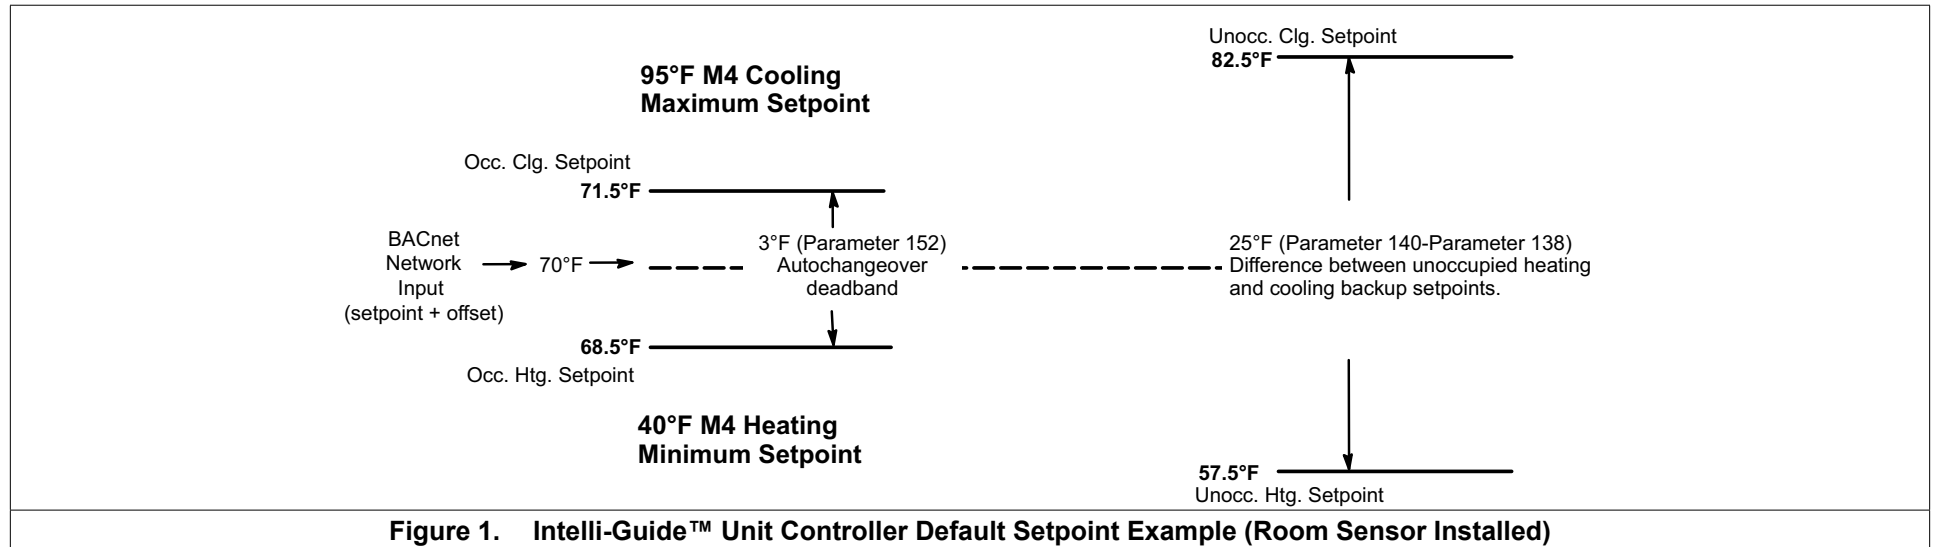 Unocc. Clg. Setpoint
82.5°F
95°F M4 Cooling
Maximum Setpoint
Occ. Clg. Setpoint
71.5°F
BACnet
Network
Input
(setpoint + offset)
70°F
3°F (Parameter 152)
Autochangeover
deadband
25°F (Parameter 140-Parameter 138)
Difference between unoccupied heating
and cooling backup setpoints.
68.5°F
Occ. Htg. Setpoint
40°F M4 Heating
Minimum Setpoint
57.5°F
Unocc. Htg. Setpoint
Figure 1. Intelli-Guide™ Unit Controller Default Setpoint Example (Room Sensor Installed)